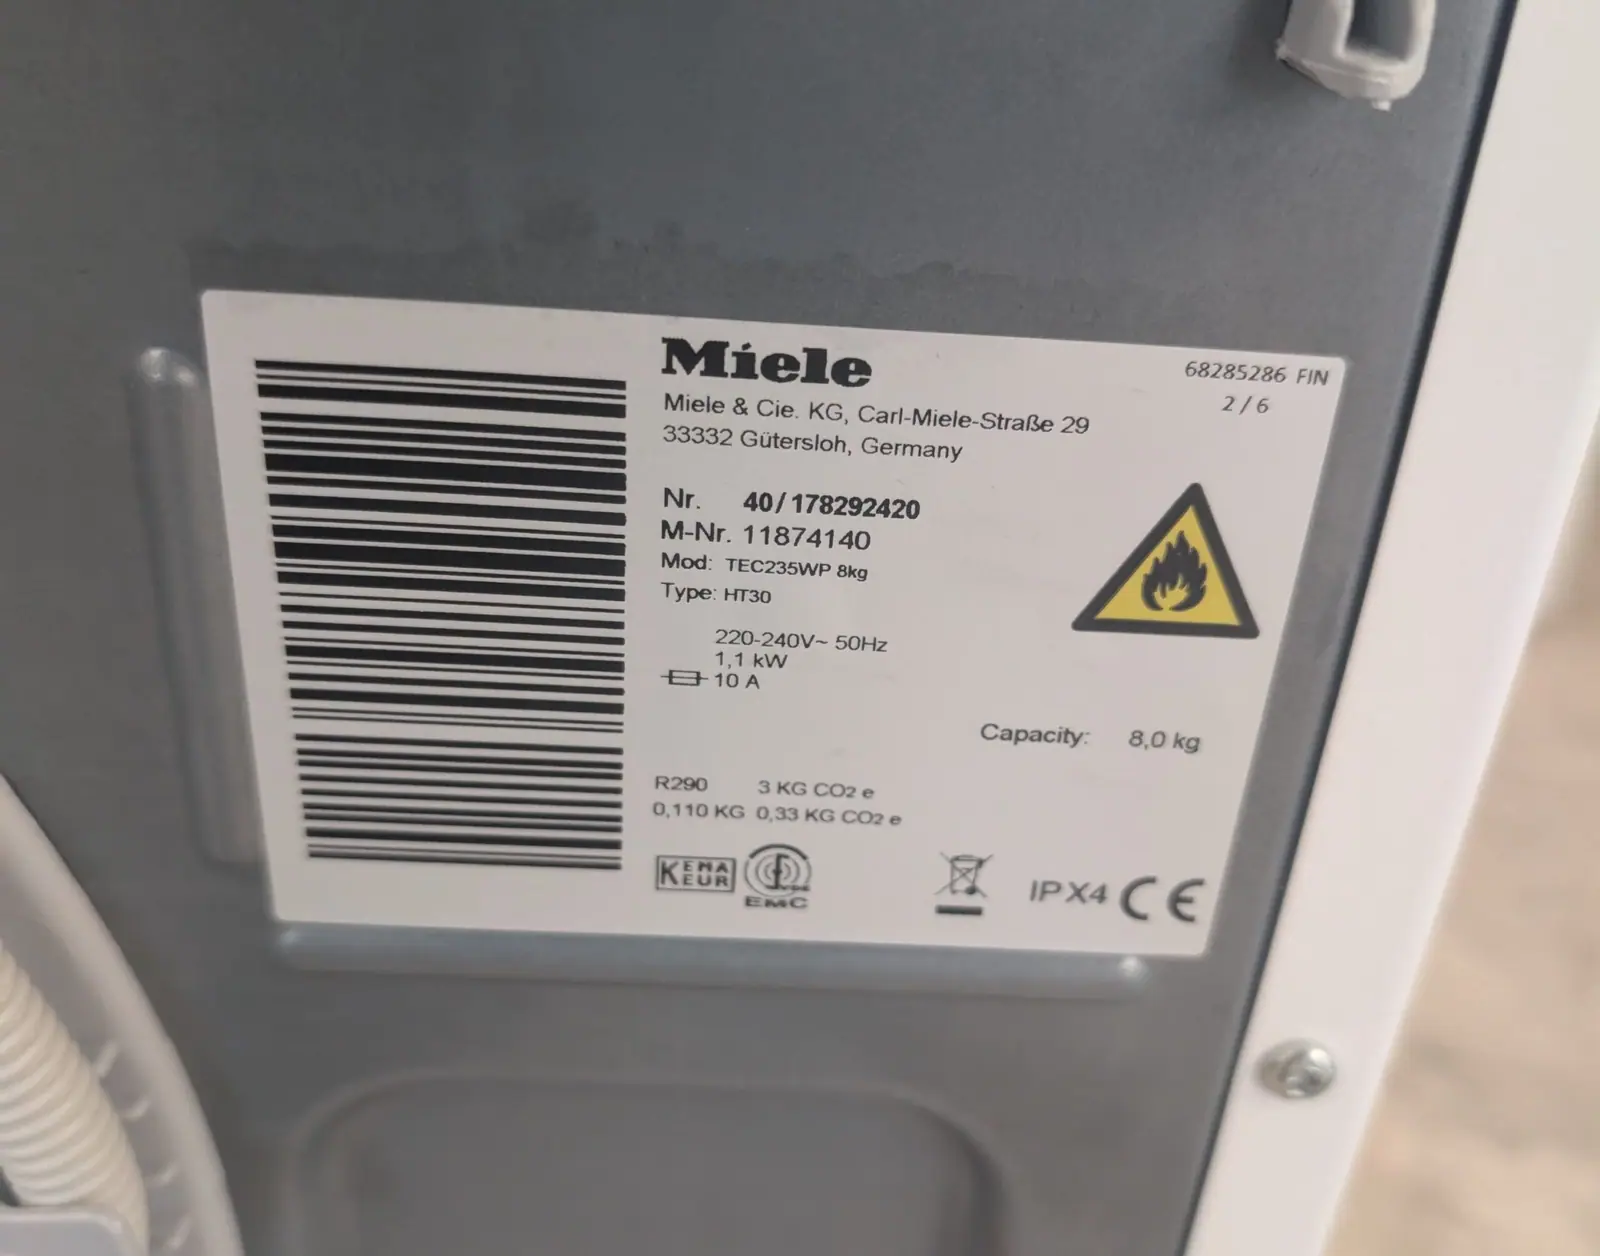 Miele
68285286 FIN
2 / 6
Miele & Cie. KG, Carl-Miele-Straße 29
33332 Gütersloh, Germany
Nr. 40/178292420
M-Nr. 11874140
Mod: TEC235WP 8kg
Type: HT30
220-240V~ 50Hz
1,1 kW
10 A
Capacity: 8,0 kg
R290 3 KG CO2 e
0,110 KG 0,33 KG CO2 e
KEMA
KEUR
EMC
IPX4 CE